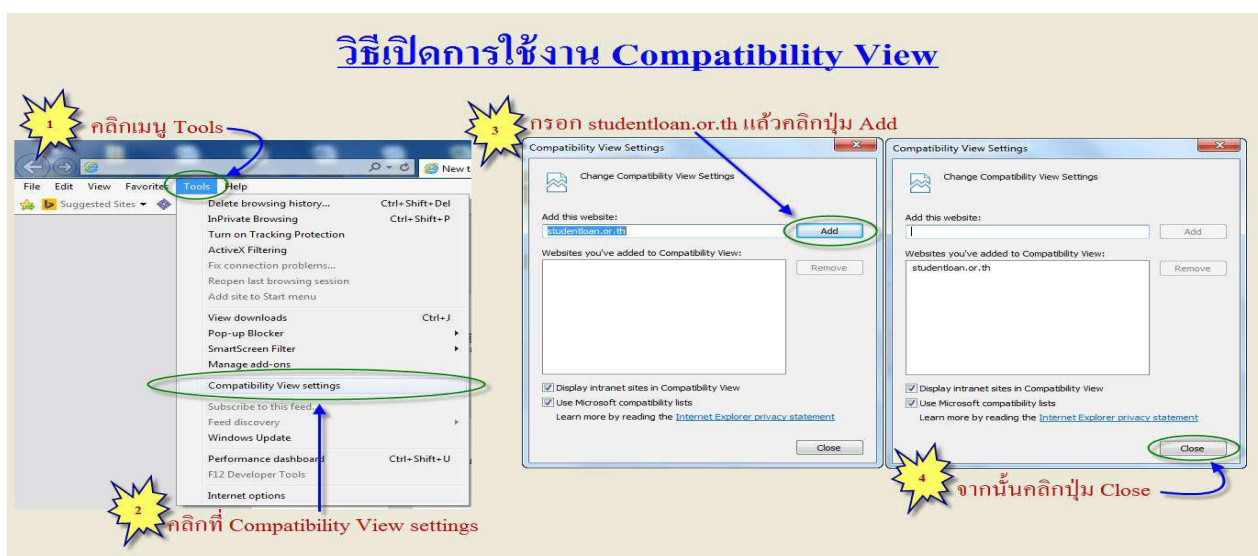 วิธีเปิดการใช้งาน Compatibility View
1 คลิกเมนู Tools
New t
File Edit View Favorites Tools Help
Suggested Sites
Delete browsing history... Ctrl+Shift+Del
InPrivate Browsing Ctrl+Shift+P
Turn on Tracking Protection
ActiveX Filtering
Fix connection problems...
Reopen last browsing session
Add site to Start menu
View downloads Ctrl+J
Pop-up Blocker
SmartScreen Filter
Manage add-ons
Compatibility View settings
Subscribe to this feed...
Feed discovery
Windows Update
Performance dashboard Ctrl+Shift+U
F12 Developer Tools
Internet options
2 คลิกที่ Compatibility View settings
3 กรอก studentloan.or.th แล้วคลิกปุ่ม Add
Compatibility View Settings
Change Compatibility View Settings
Add this website:
studentloan.or.th Add
Websites you've added to Compatibility View:
Remove
Display intranet sites in Compatibility View
Use Microsoft compatibility lists
Learn more by reading the Internet Explorer privacy statement
Close
Compatibility View Settings
Change Compatibility View Settings
Add this website:
Add
Websites you've added to Compatibility View:
studentloan.or.th Remove
Display intranet sites in Compatibility View
Use Microsoft compatibility lists
Learn more by reading the Internet Explorer privacy statement
Close
4 จากนั้นคลิกปุ่ม Close